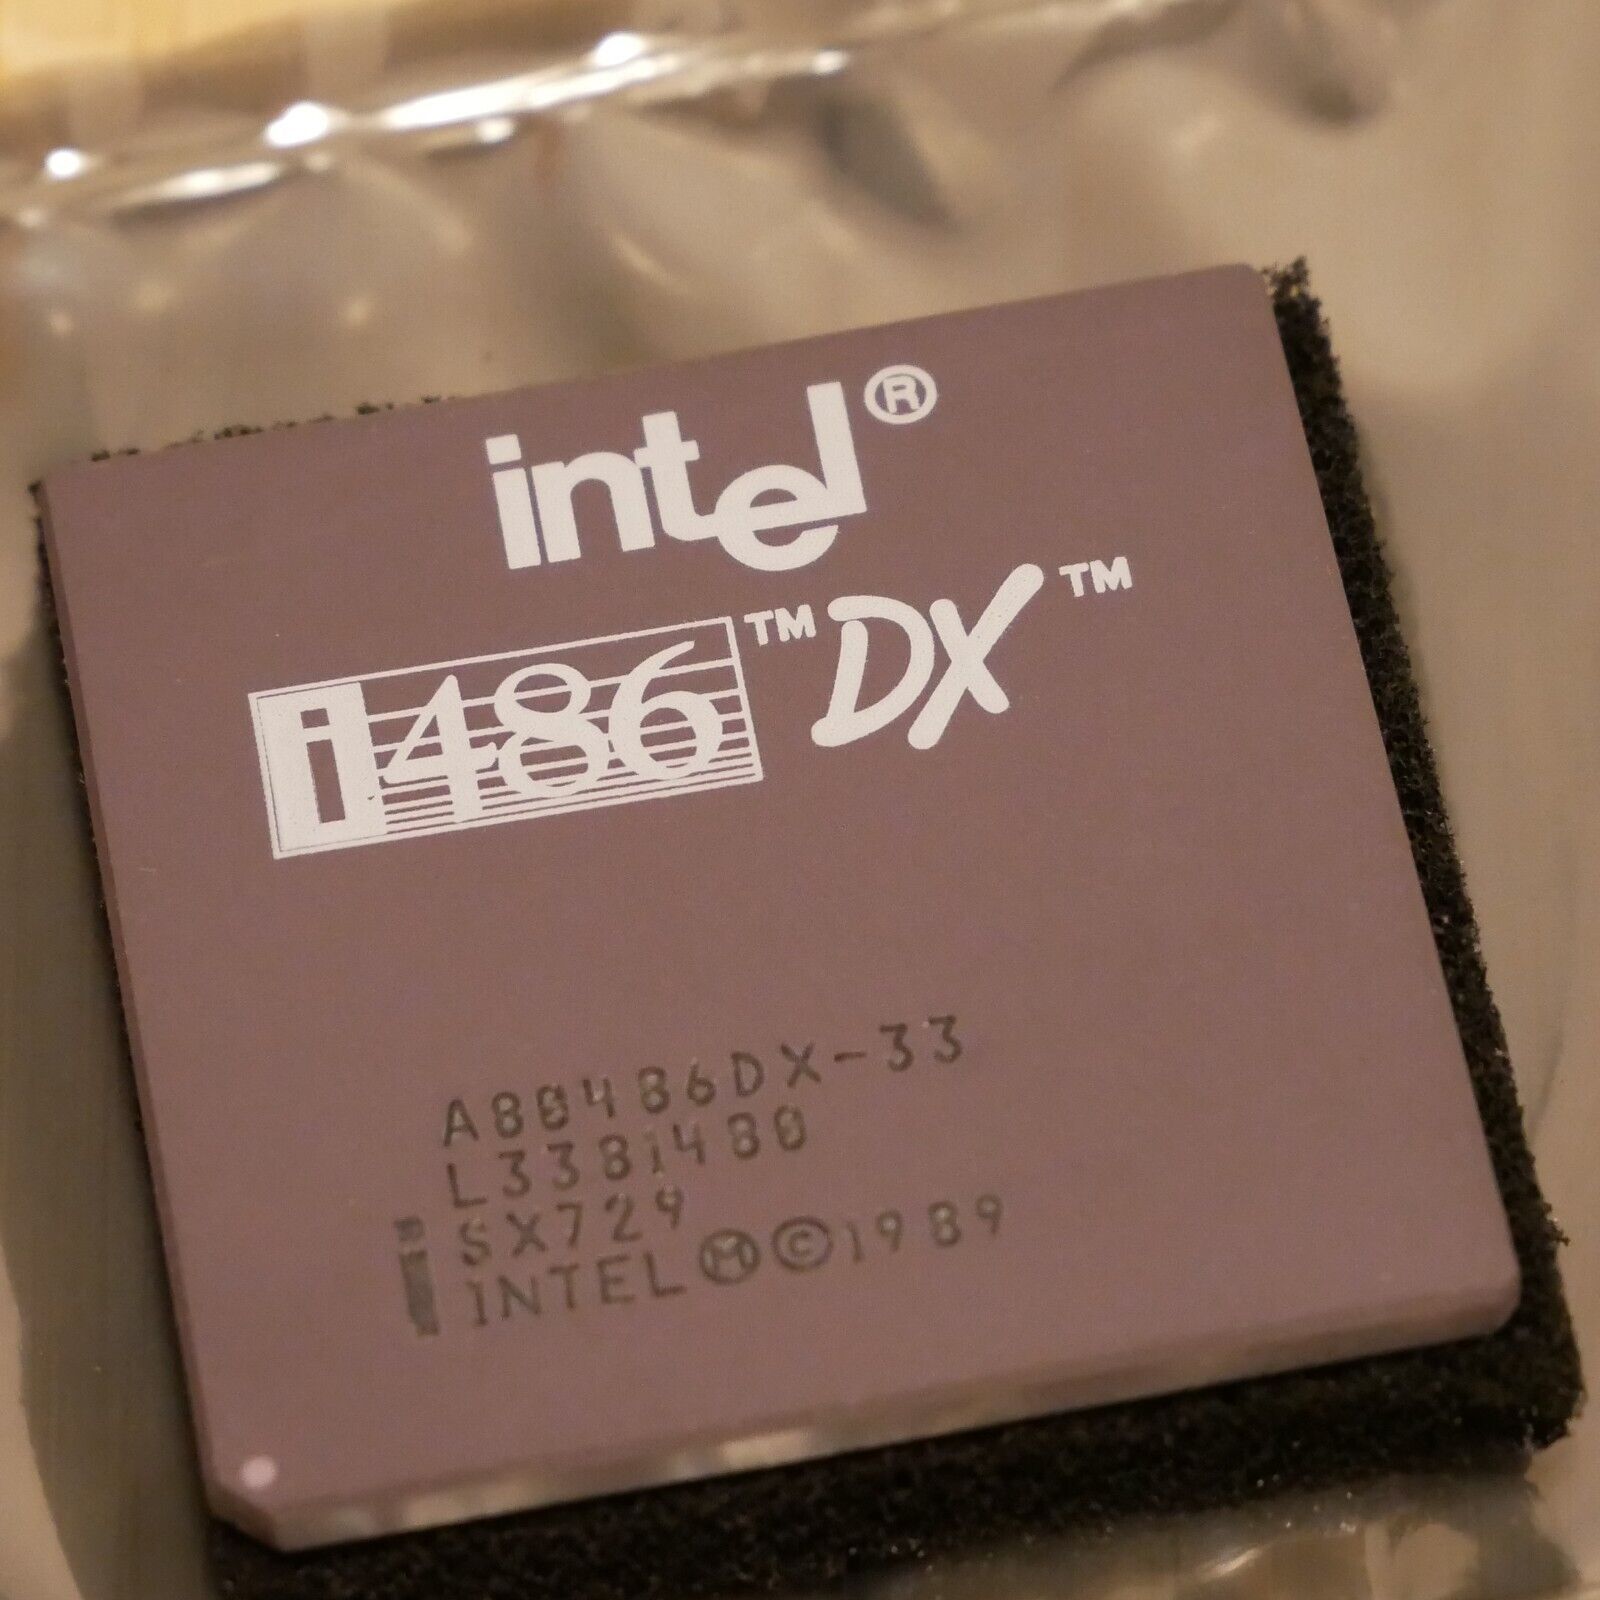 intel®
i486™ DX™
A80486DX-33
L3381480
SX729
INTEL Ⓜ © 1989